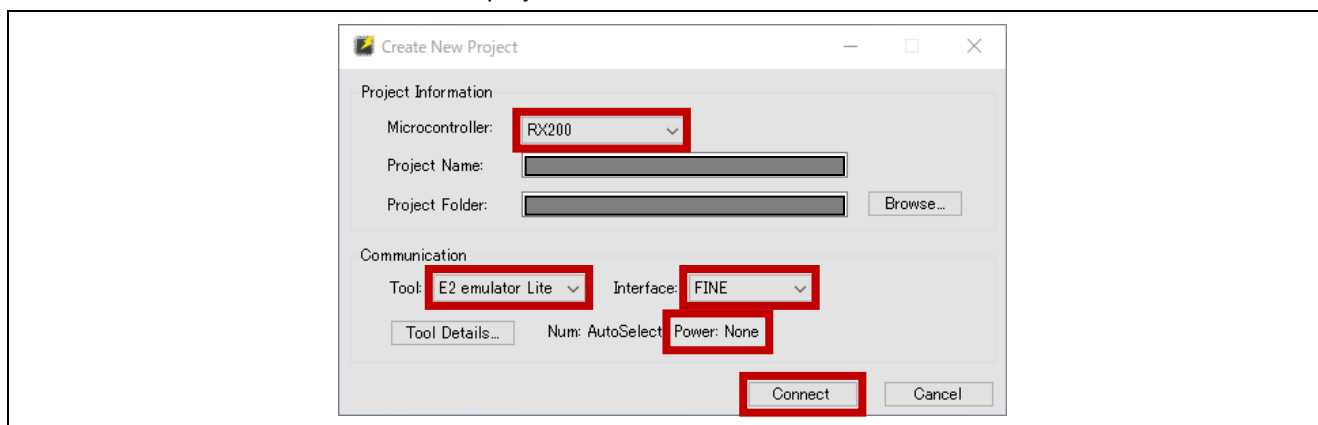 Create New Project
Project Information
Microcontroller: RX200
Project Name:
Project Folder: Browse...
Communication
Tool: E2 emulator Lite Interface: FINE
Tool Details... Num: AutoSelect Power: None
Connect Cancel